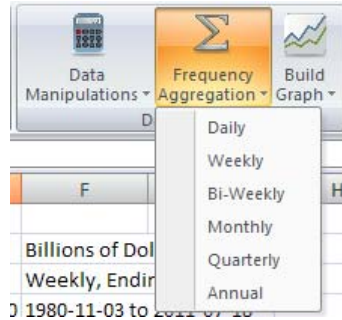 Data
Manipulations
Frequency
Aggregation
Build
Graph
D
Daily
Weekly
Bi-Weekly
Monthly
Quarterly
Annual
F
H
Billions of Dol
Weekly, Endin
0 1980-11-03 to